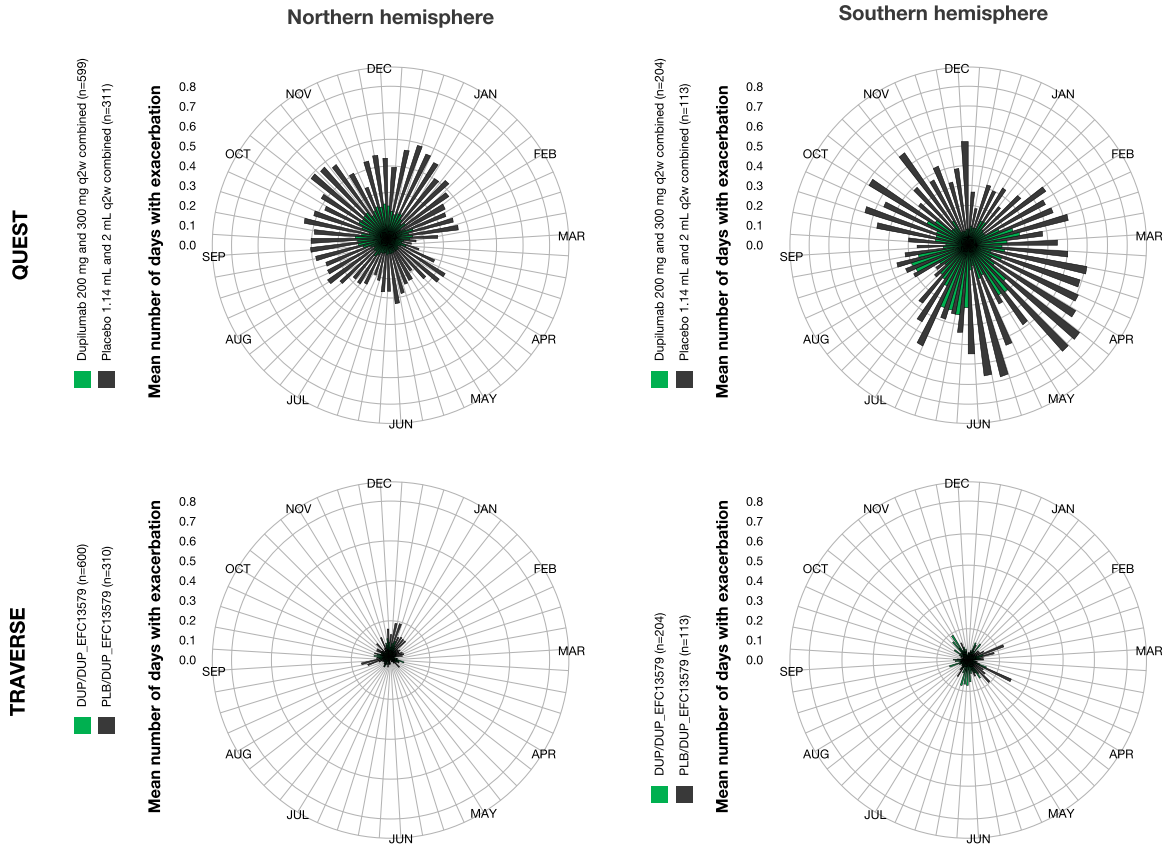 Northern hemisphere
Southern hemisphere
QUEST
Dupilumab 200 mg and 300 mg q2w combined (n=599)
Placebo 1.14 mL and 2 mL q2w combined (n=311)
Mean number of days with exacerbation
0.8
0.7
0.6
0.5
0.4
0.3
0.2
0.1
0.0
DEC
JAN
FEB
MAR
APR
MAY
JUN
JUL
AUG
SEP
OCT
NOV
Dupilumab 200 mg and 300 mg q2w combined (n=204)
Placebo 1.14 mL and 2 mL q2w combined (n=113)
Mean number of days with exacerbation
0.8
0.7
0.6
0.5
0.4
0.3
0.2
0.1
0.0
DEC
JAN
FEB
MAR
APR
MAY
JUN
JUL
AUG
SEP
OCT
NOV
TRAVERSE
DUP/DUP_EFC13579 (n=600)
PLB/DUP_EFC13579 (n=310)
Mean number of days with exacerbation
0.8
0.7
0.6
0.5
0.4
0.3
0.2
0.1
0.0
DEC
JAN
FEB
MAR
APR
MAY
JUN
JUL
AUG
SEP
OCT
NOV
DUP/DUP_EFC13579 (n=204)
PLB/DUP_EFC13579 (n=113)
Mean number of days with exacerbation
0.8
0.7
0.6
0.5
0.4
0.3
0.2
0.1
0.0
DEC
JAN
FEB
MAR
APR
MAY
JUN
JUL
AUG
SEP
OCT
NOV